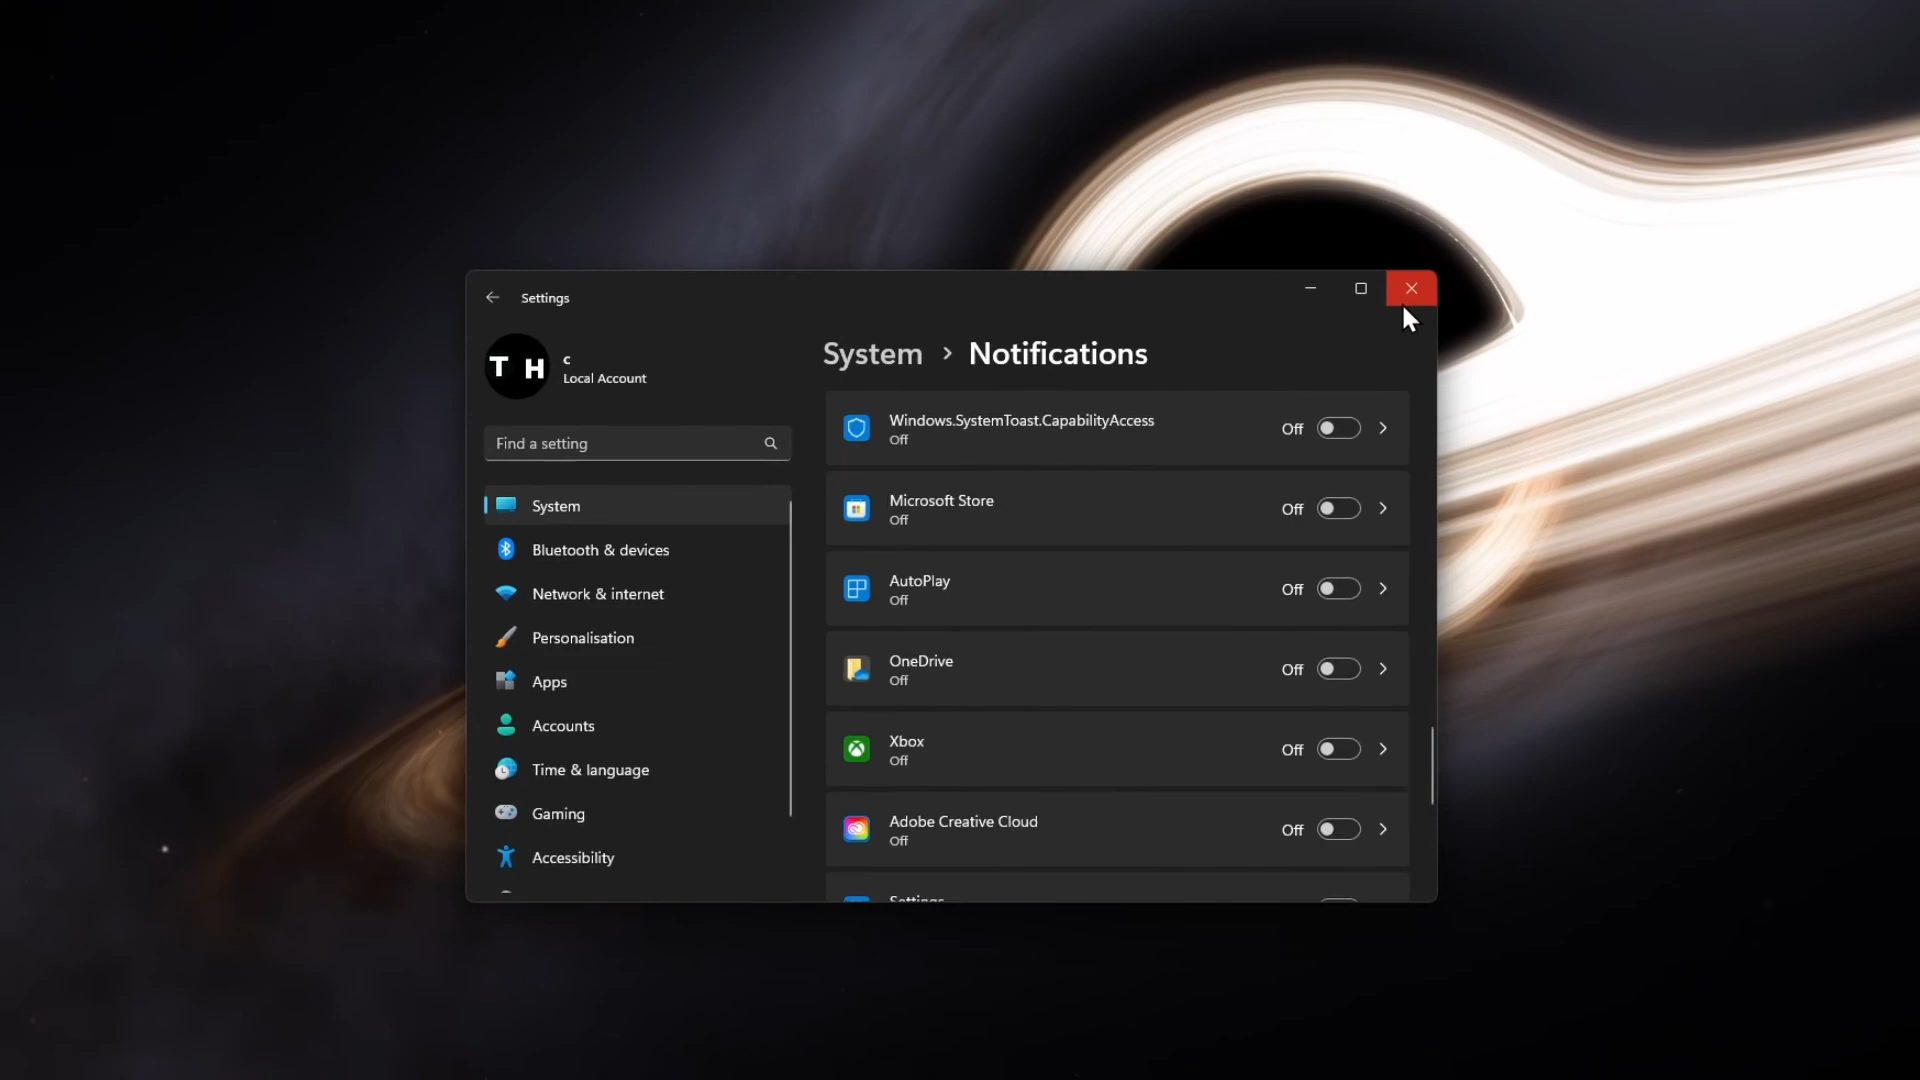 Settings
T H
c
Local Account
Find a setting
System
Bluetooth & devices
Network & internet
Personalisation
Apps
Accounts
Time & language
Gaming
Accessibility
System > Notifications
Windows.SystemToast.CapabilityAccess
Off
Off
Microsoft Store
Off
Off
AutoPlay
Off
Off
OneDrive
Off
Off
Xbox
Off
Off
Adobe Creative Cloud
Off
Off
Settings